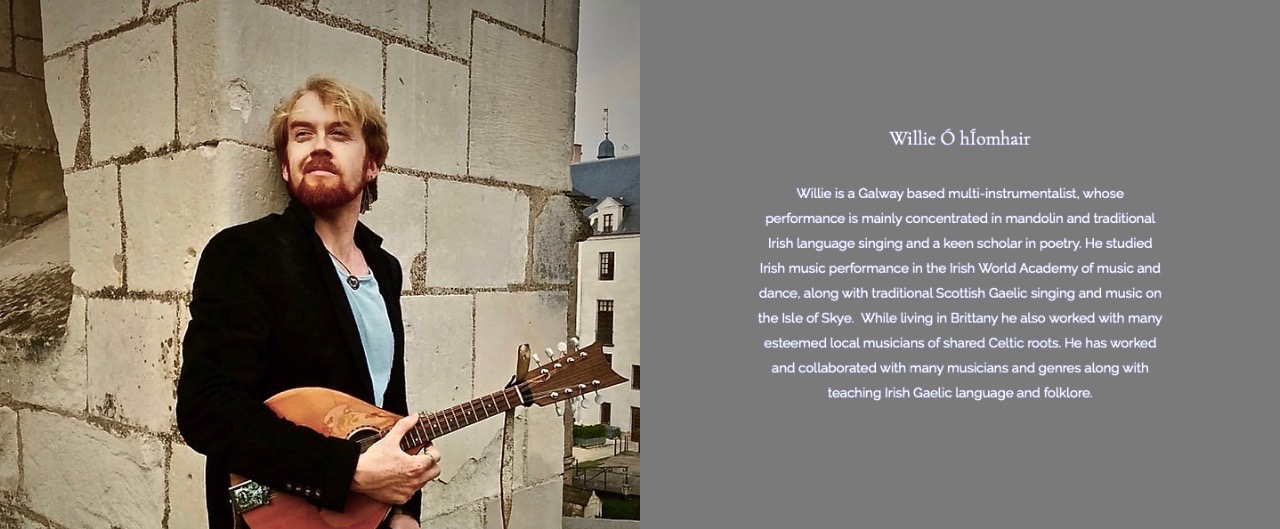 Willie Ó hÍomhair
Willie is a Galway based multi-instrumentalist, whose
performance is mainly concentrated in mandolin and traditional
Irish language singing and a keen scholar in poetry. He studied
Irish music performance in the Irish World Academy of music and
dance, along with traditional Scottish Gaelic singing and music on
the Isle of Skye.  While living in Brittany he also worked with many
esteemed local musicians of shared Celtic roots. He has worked
and collaborated with many musicians and genres along with
teaching Irish Gaelic language and folklore.